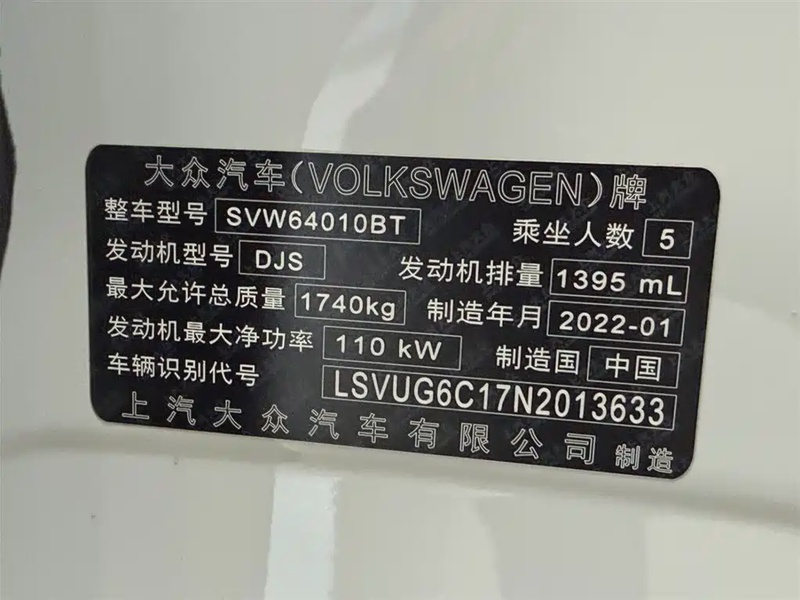 大众汽车(VOLKSWAGEN)牌
整车型号 SVW64010BT 乘坐人数 5
发动机型号 DJS 发动机排量 1395 mL
最大允许总质量 1740kg 制造年月 2022-01
发动机最大净功率 110 kW 制造国 中国
车辆识别代号 LSVUG6C17N2013633
上汽大众汽车有限公司 制造